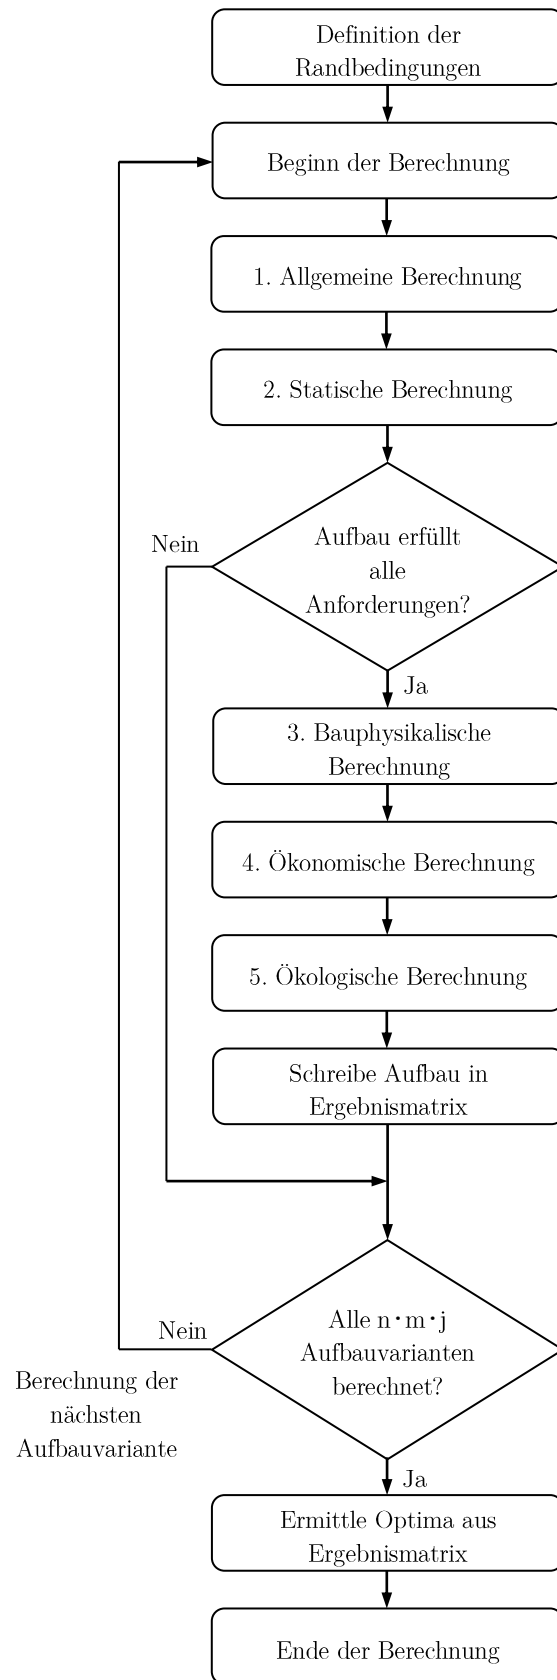 Definition der
Randbedingungen
Beginn der Berechnung
1. Allgemeine Berechnung
2. Statische Berechnung
Nein
Aufbau erfüllt
alle
Anforderungen?
Ja
3. Bauphysikalische
Berechnung
4. Ökonomische Berechnung
5. Ökologische Berechnung
Schreibe Aufbau in
Ergebnismatrix
Nein
Alle n·m·j
Aufbauvarianten
berechnet?
Berechnung der
nächsten
Aufbauvariante
Ja
Ermittle Optima aus
Ergebnismatrix
Ende der Berechnung